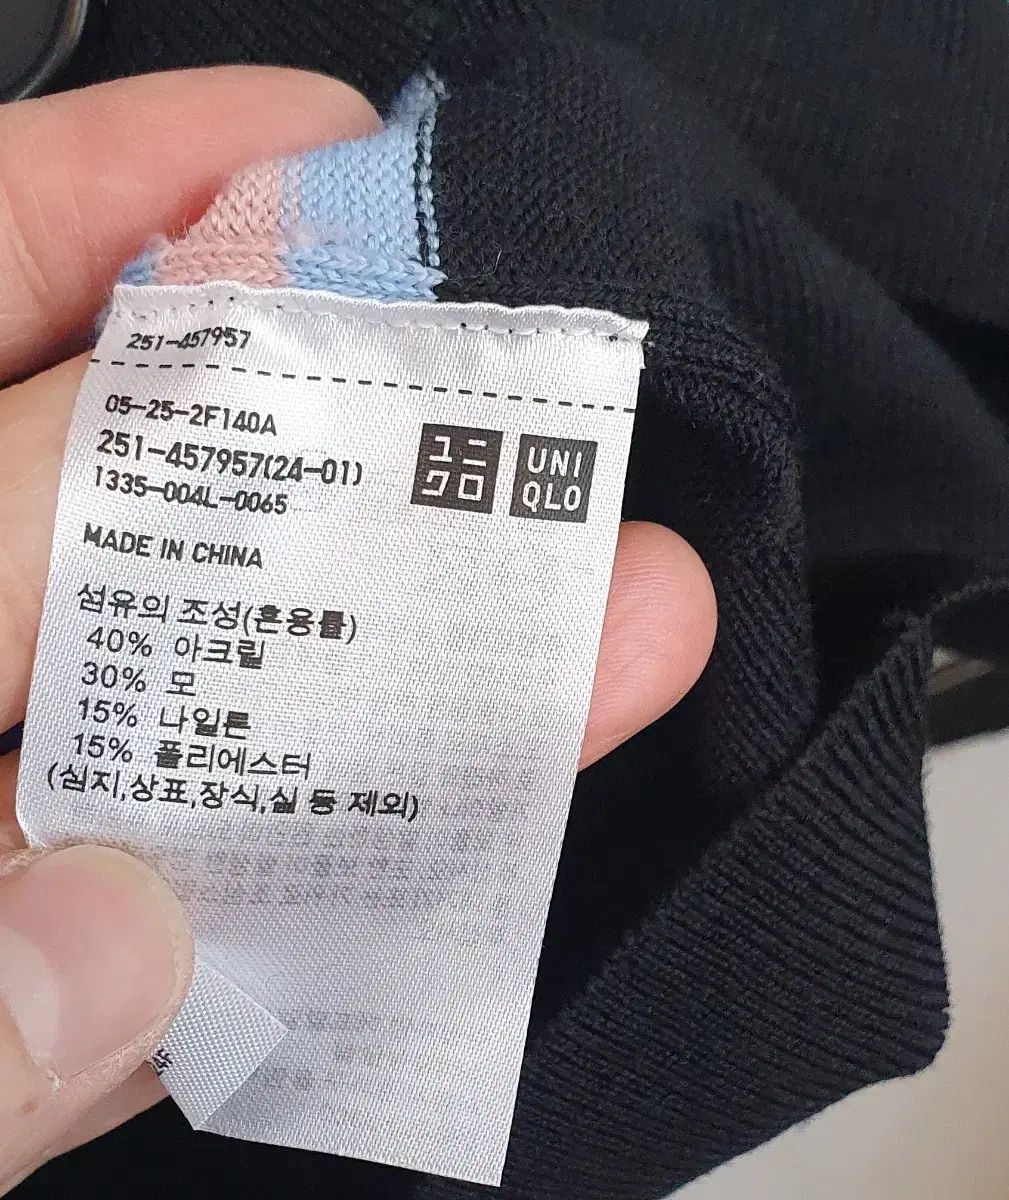 251-457957
05-25-2F140A
251-457957(24-01)
1335-004L-0065
ユニ
クロ
UNI
QLO
MADE IN CHINA
섬유의 조성(혼용률)
40% 아크릴
30% 모
15% 나일론
15% 폴리에스터
(심지,상표,장식,실 등 제외)